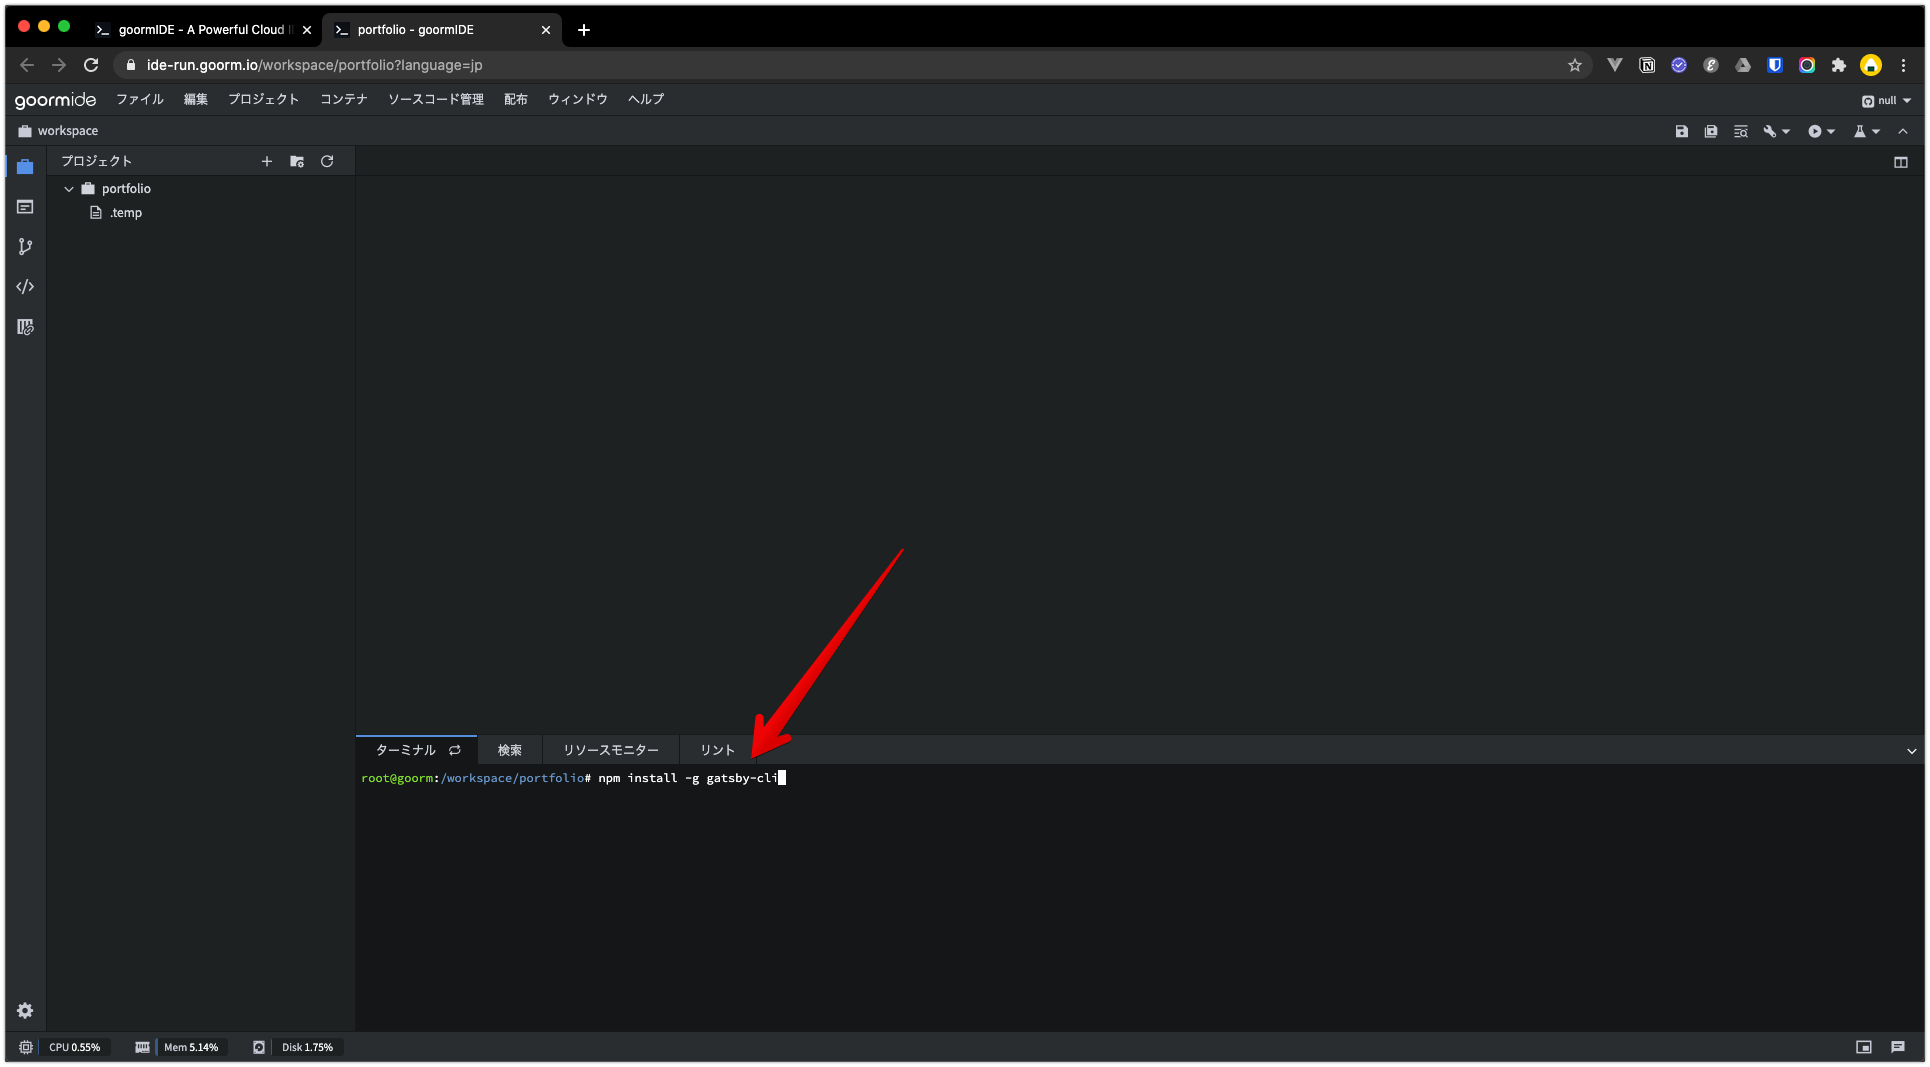 goormIDE - A Powerful Cloud I
portfolio - goormIDE
ide-run.goorm.io/workspace/portfolio?language=jp
goormide ファイル 編集 プロジェクト コンテナ ソースコード管理 配布 ウィンドウ ヘルプ null
workspace
プロジェクト
portfolio
.temp
ターミナル 検索 リソースモニター リント
root@goorm:/workspace/portfolio# npm install -g gatsby-cli
CPU 0.55% Mem 5.14% Disk 1.75%